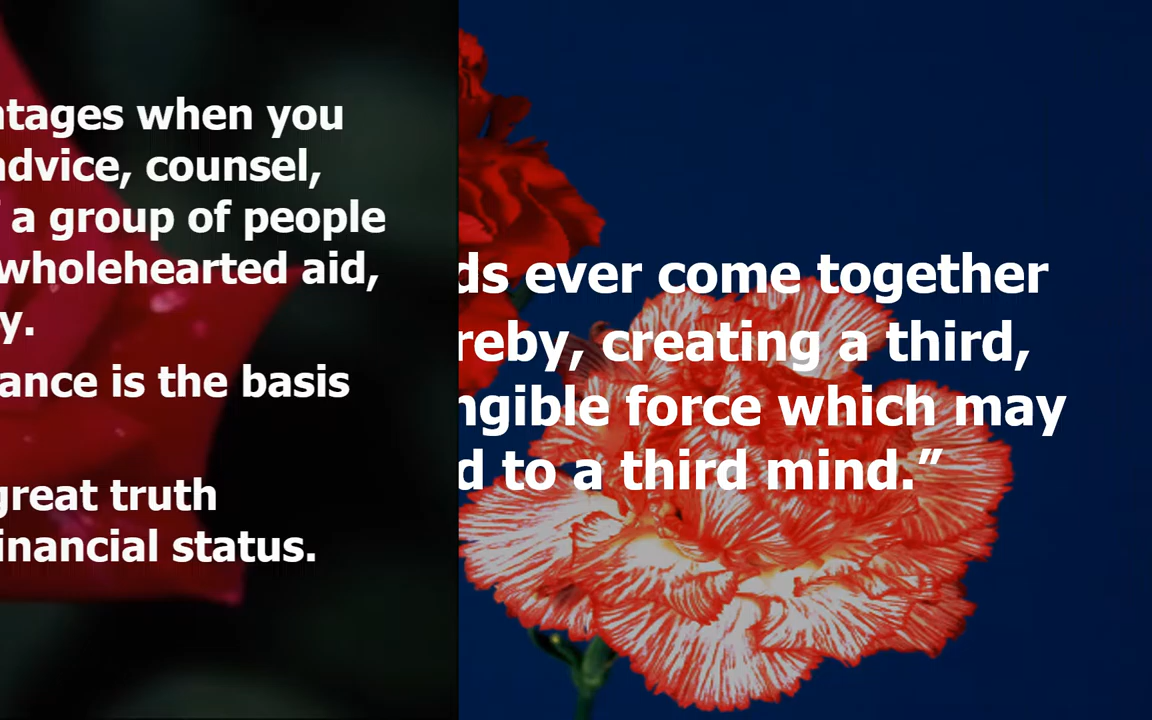 ntages when you
advice, counsel,
a group of people
wholehearted aid,
y.
ance is the basis
great truth
inancial status.
ds ever come together
reby, creating a third,
ngible force which may
d to a third mind.”